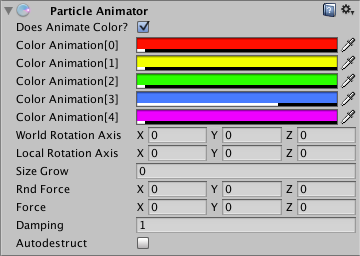 Particle Animator
Does Animate Color?
Color Animation[0]
Color Animation[1]
Color Animation[2]
Color Animation[3]
Color Animation[4]
World Rotation Axis X 0 Y 0 Z 0
Local Rotation Axis X 0 Y 0 Z 0
Size Grow 0
Rnd Force X 0 Y 0 Z 0
Force X 0 Y 0 Z 0
Damping 1
Autodestruct